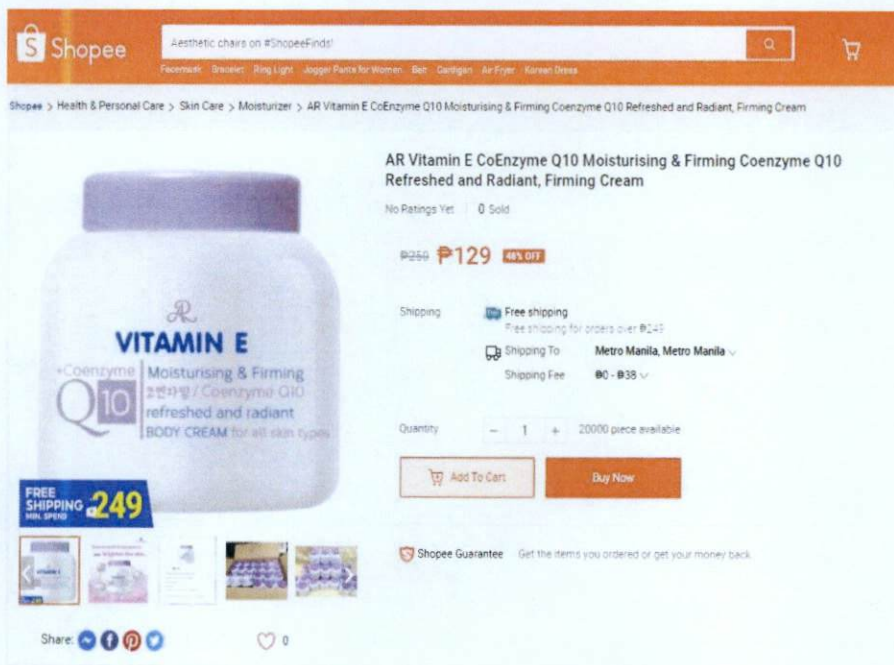 Shopee
Aesthetic chairs on #ShopeeFinds!
Facemask Bracelet Ring Light Jogger Pants for Women Belt Cardigan Air Fryer Korean Dress
Shopee > Health & Personal Care > Skin Care > Moisturizer > AR Vitamin E CoEnzyme Q10 Moisturising & Firming Coenzyme Q10 Refreshed and Radiant, Firming Cream
AR Vitamin E CoEnzyme Q10 Moisturising & Firming Coenzyme Q10
Refreshed and Radiant, Firming Cream
No Ratings Yet 0 Sold
₱259 ₱129 48% OFF
Shipping Free shipping
Free shipping for orders over ₱249
Shipping To Metro Manila, Metro Manila
Shipping Fee ₱0 - ₱38
Quantity - 1 + 20000 piece available
Add To Cart Buy Now
Shopee Guarantee Get the items you ordered or get your money back
AR
VITAMIN E
+Coenzyme
Q10
Moisturising & Firming
/ Coenzyme Q10
refreshed and radiant
BODY CREAM for all skin types
FREE
SHIPPING
MIN. SPEND
₱249
Share:
0